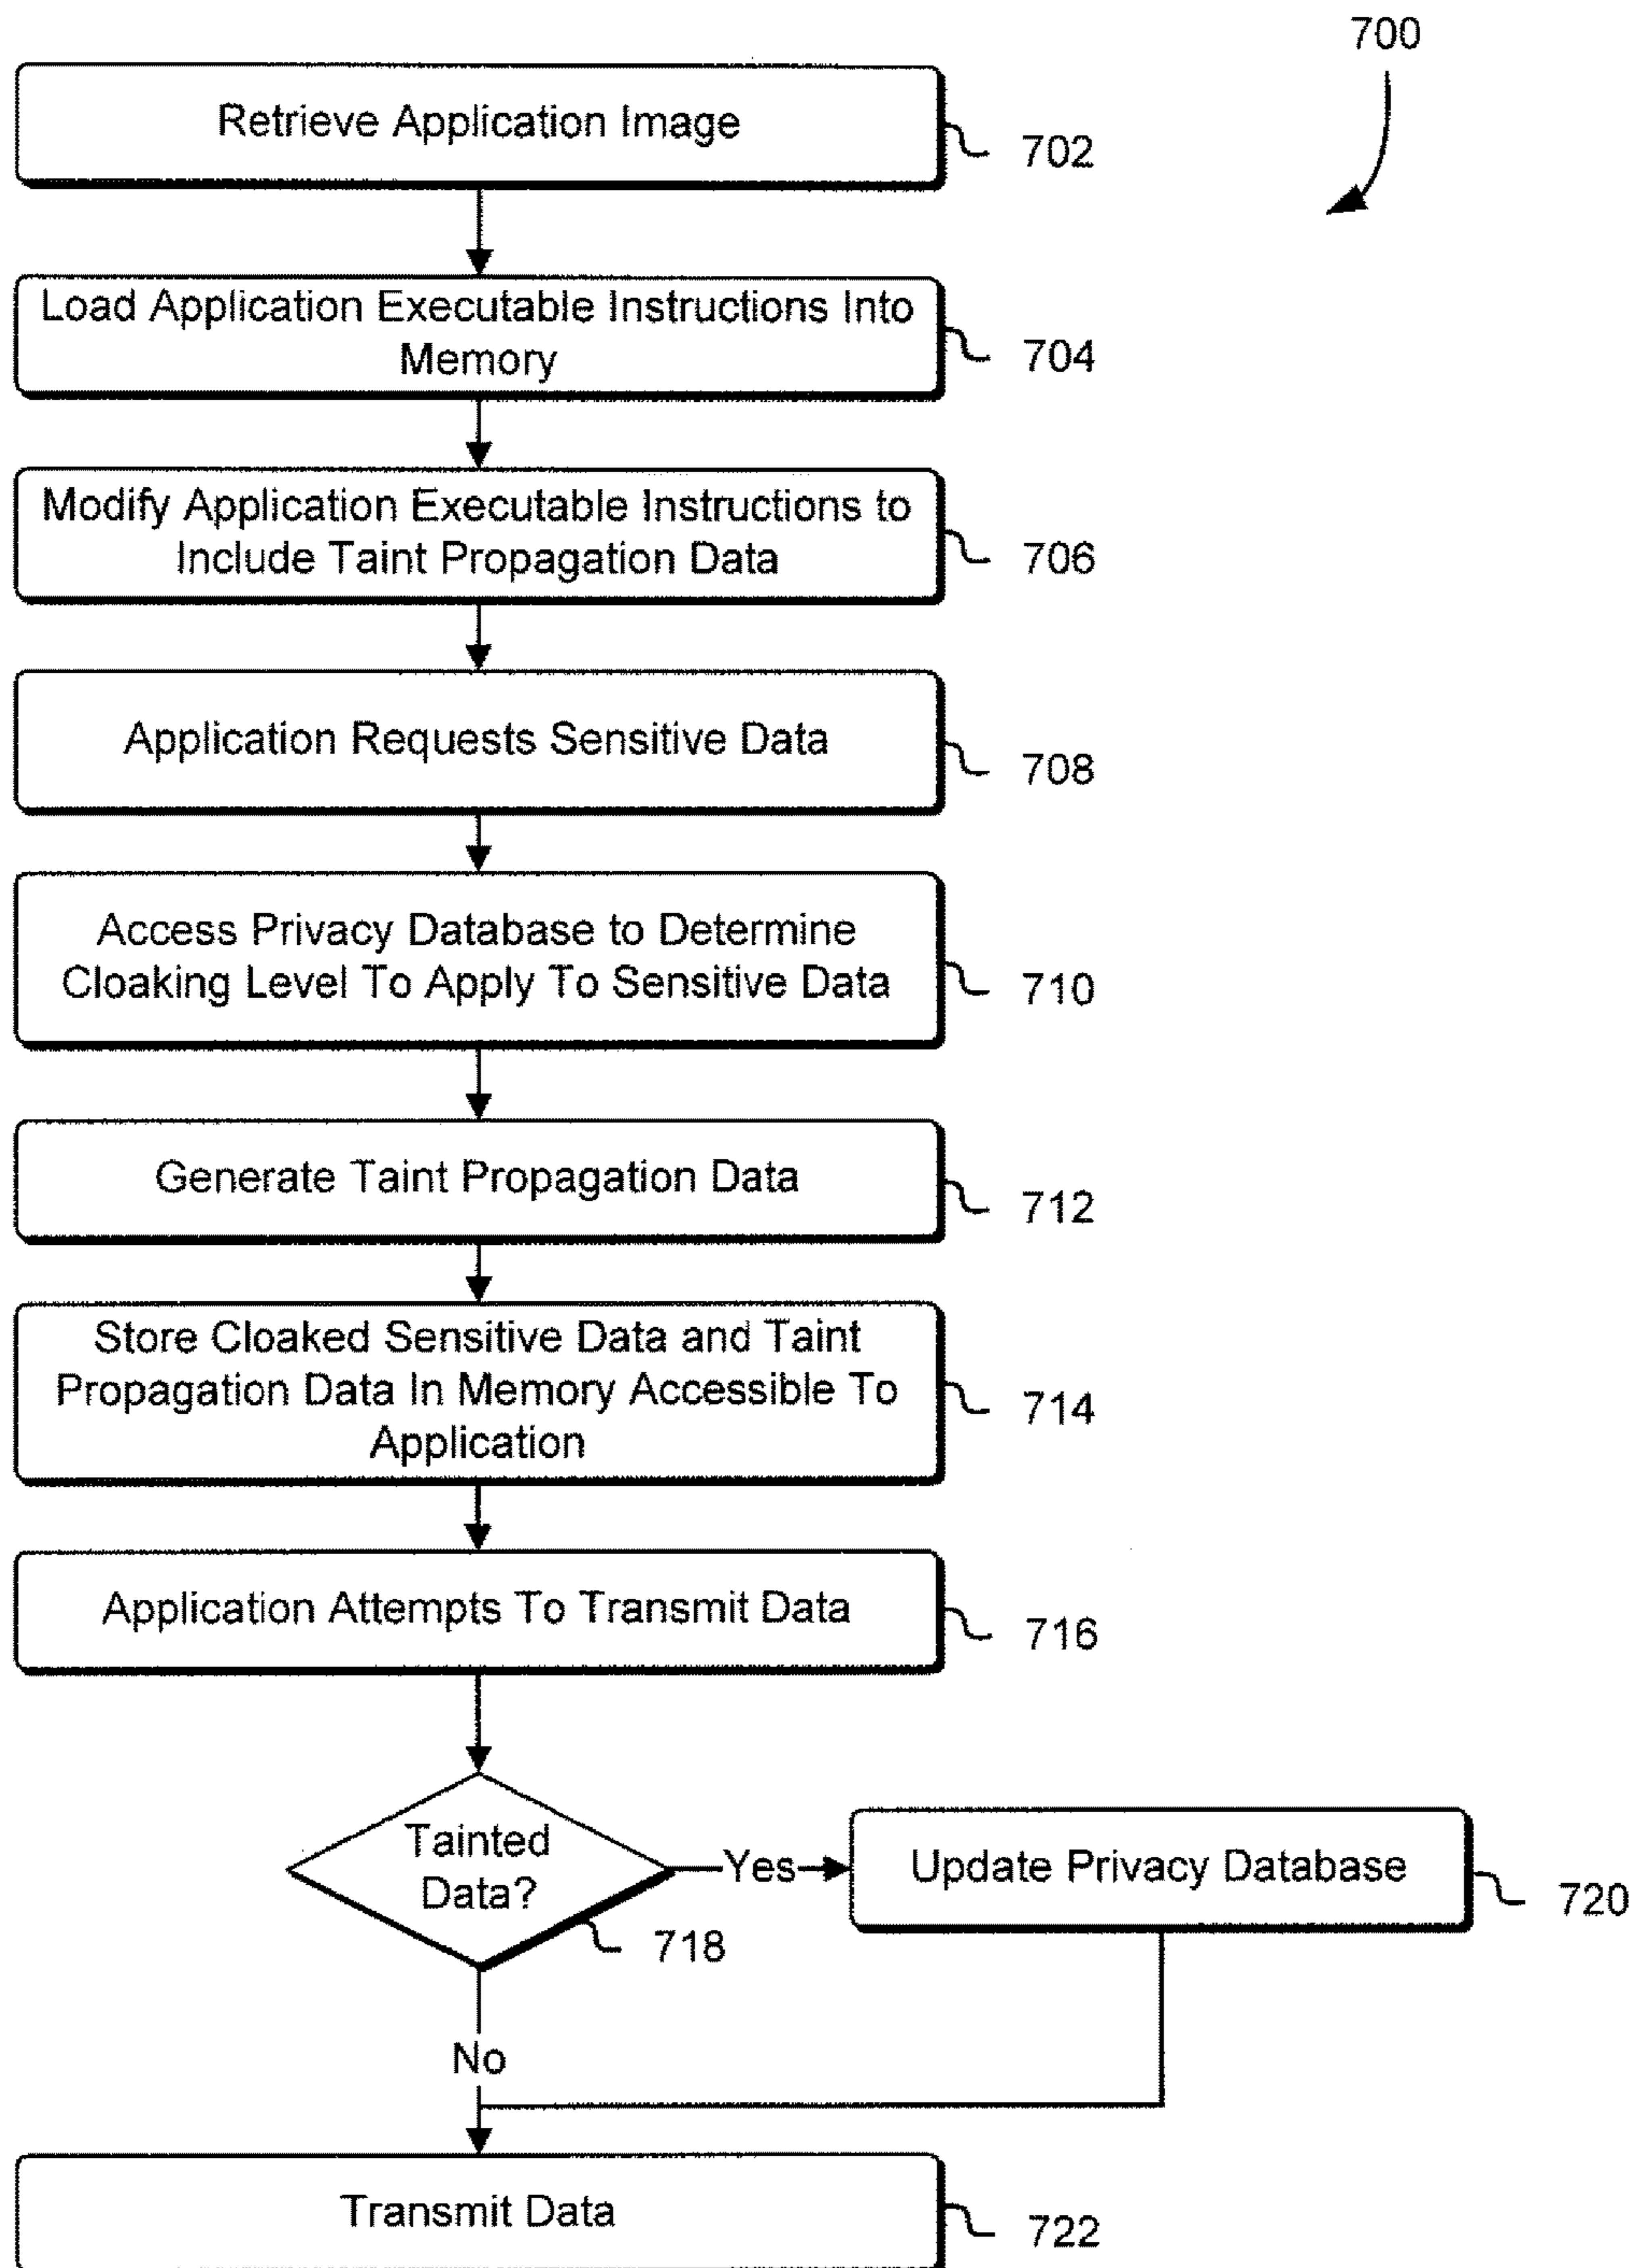 700
Retrieve Application Image
702
Load Application Executable Instructions Into
Memory
704
Modify Application Executable Instructions to
Include Taint Propagation Data
706
Application Requests Sensitive Data
708
Access Privacy Database to Determine
Cloaking Level To Apply To Sensitive Data
710
Generate Taint Propagation Data
712
Store Cloaked Sensitive Data and Taint
Propagation Data In Memory Accessible To
Application
714
Application Attempts To Transmit Data
716
Tainted
Data?
718
Yes
Update Privacy Database
720
No
Transmit Data
722